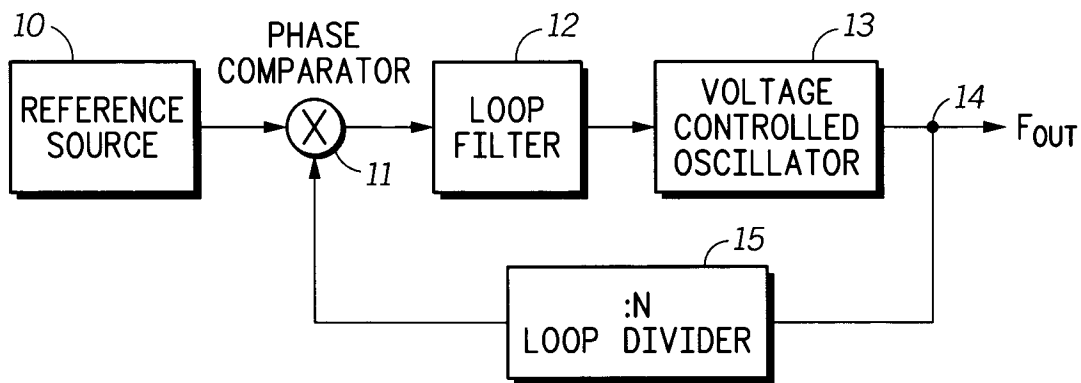 10
REFERENCE
SOURCE
PHASE
COMPARATOR
X
11
12
LOOP
FILTER
13
VOLTAGE
CONTROLLED
OSCILLATOR
14
FOUT
15
:N
LOOP DIVIDER